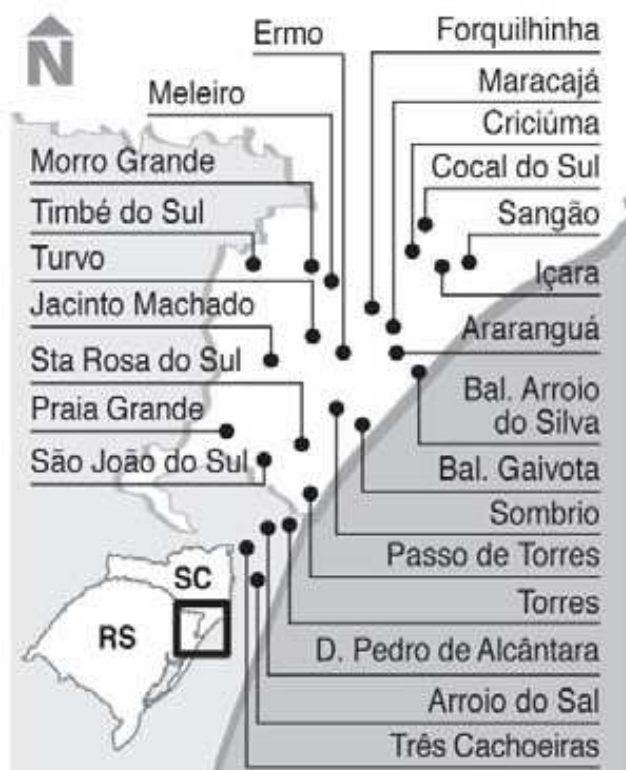 N
Ermo
Forquilhinha
Meleiro
Maracajá
Criciúma
Morro Grande
Cocal do Sul
Timbé do Sul
Sangão
Turvo
Içara
Jacinto Machado
Araranguá
Sta Rosa do Sul
Praia Grande
Bal. Arroio
do Silva
São João do Sul
Bal. Gaivota
Sombrio
Passo de Torres
SC
Torres
RS
D. Pedro de Alcântara
Arroio do Sal
Três Cachoeiras